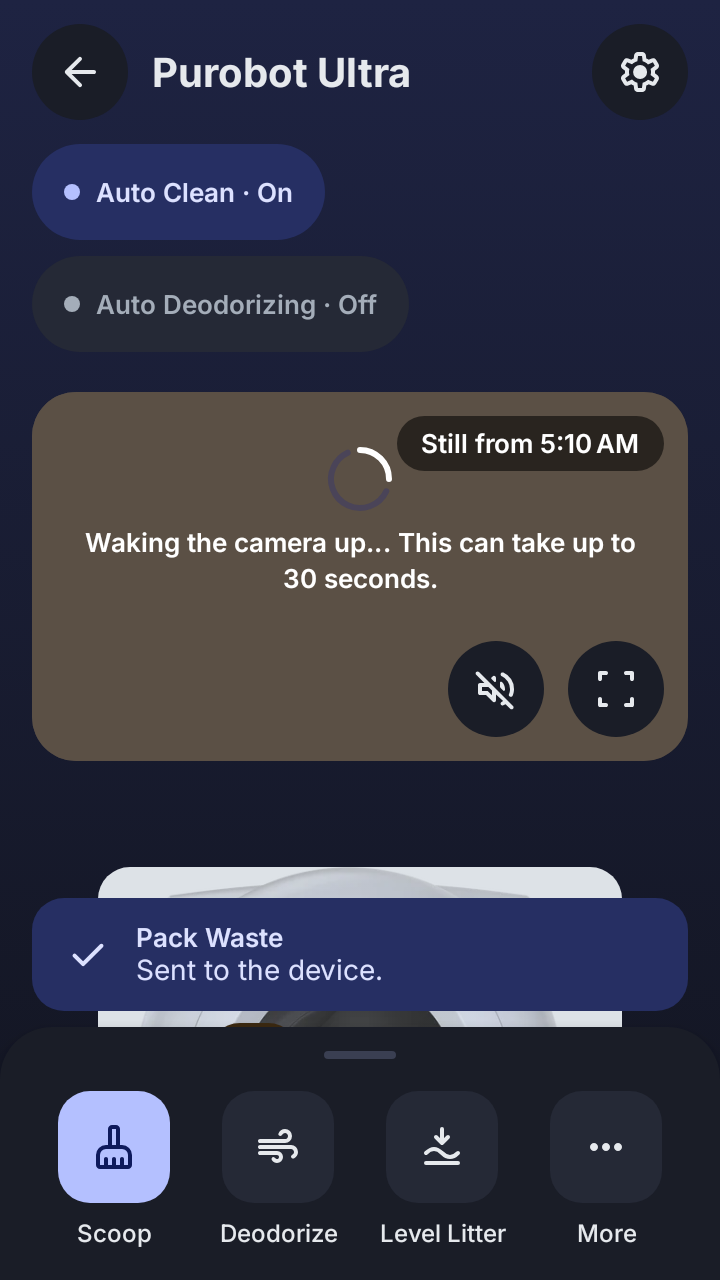 Purobot Ultra
Auto Clean · On
Auto Deodorizing · Off
Still from 5:10 AM
Waking the camera up... This can take up to
30 seconds.
Pack Waste
Sent to the device.
Scoop
Deodorize
Level Litter
More